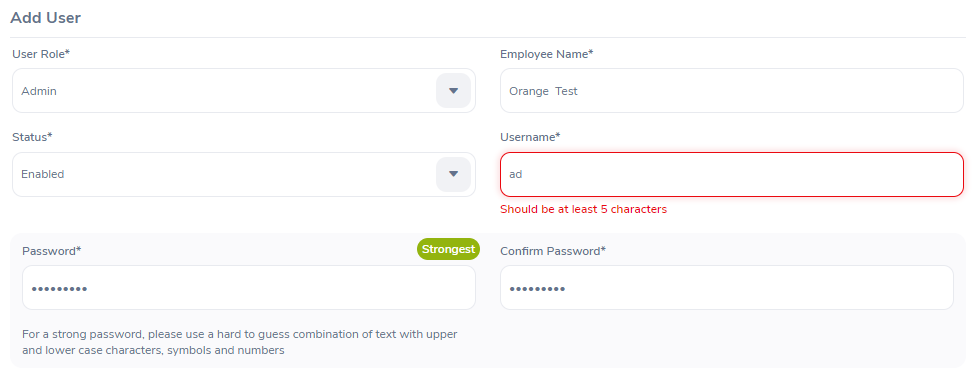 Add User
User Role*
Employee Name*
Admin
Orange  Test
Status*
Username*
Enabled
ad
Should be at least 5 characters
Password*
Strongest
Confirm Password*
•••••••••
•••••••••
For a strong password, please use a hard to guess combination of text with upper
and lower case characters, symbols and numbers